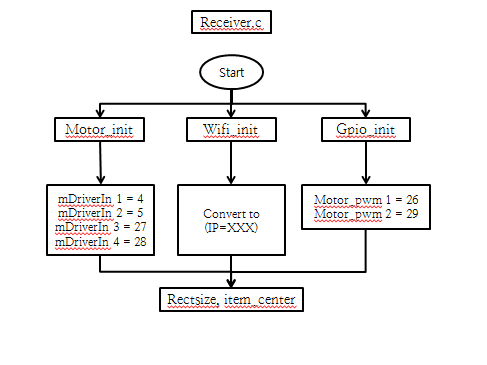 Receiver,c
Start
Motor_init
Wifi_init
Gpio_init
mDriverIn 1 = 4
mDriverIn 2 = 5
mDriverIn 3 = 27
mDriverIn 4 = 28
Convert to
(IP=XXX)
Motor_pwm 1 = 26
Motor_pwm 2 = 29
Rectsize, item_center